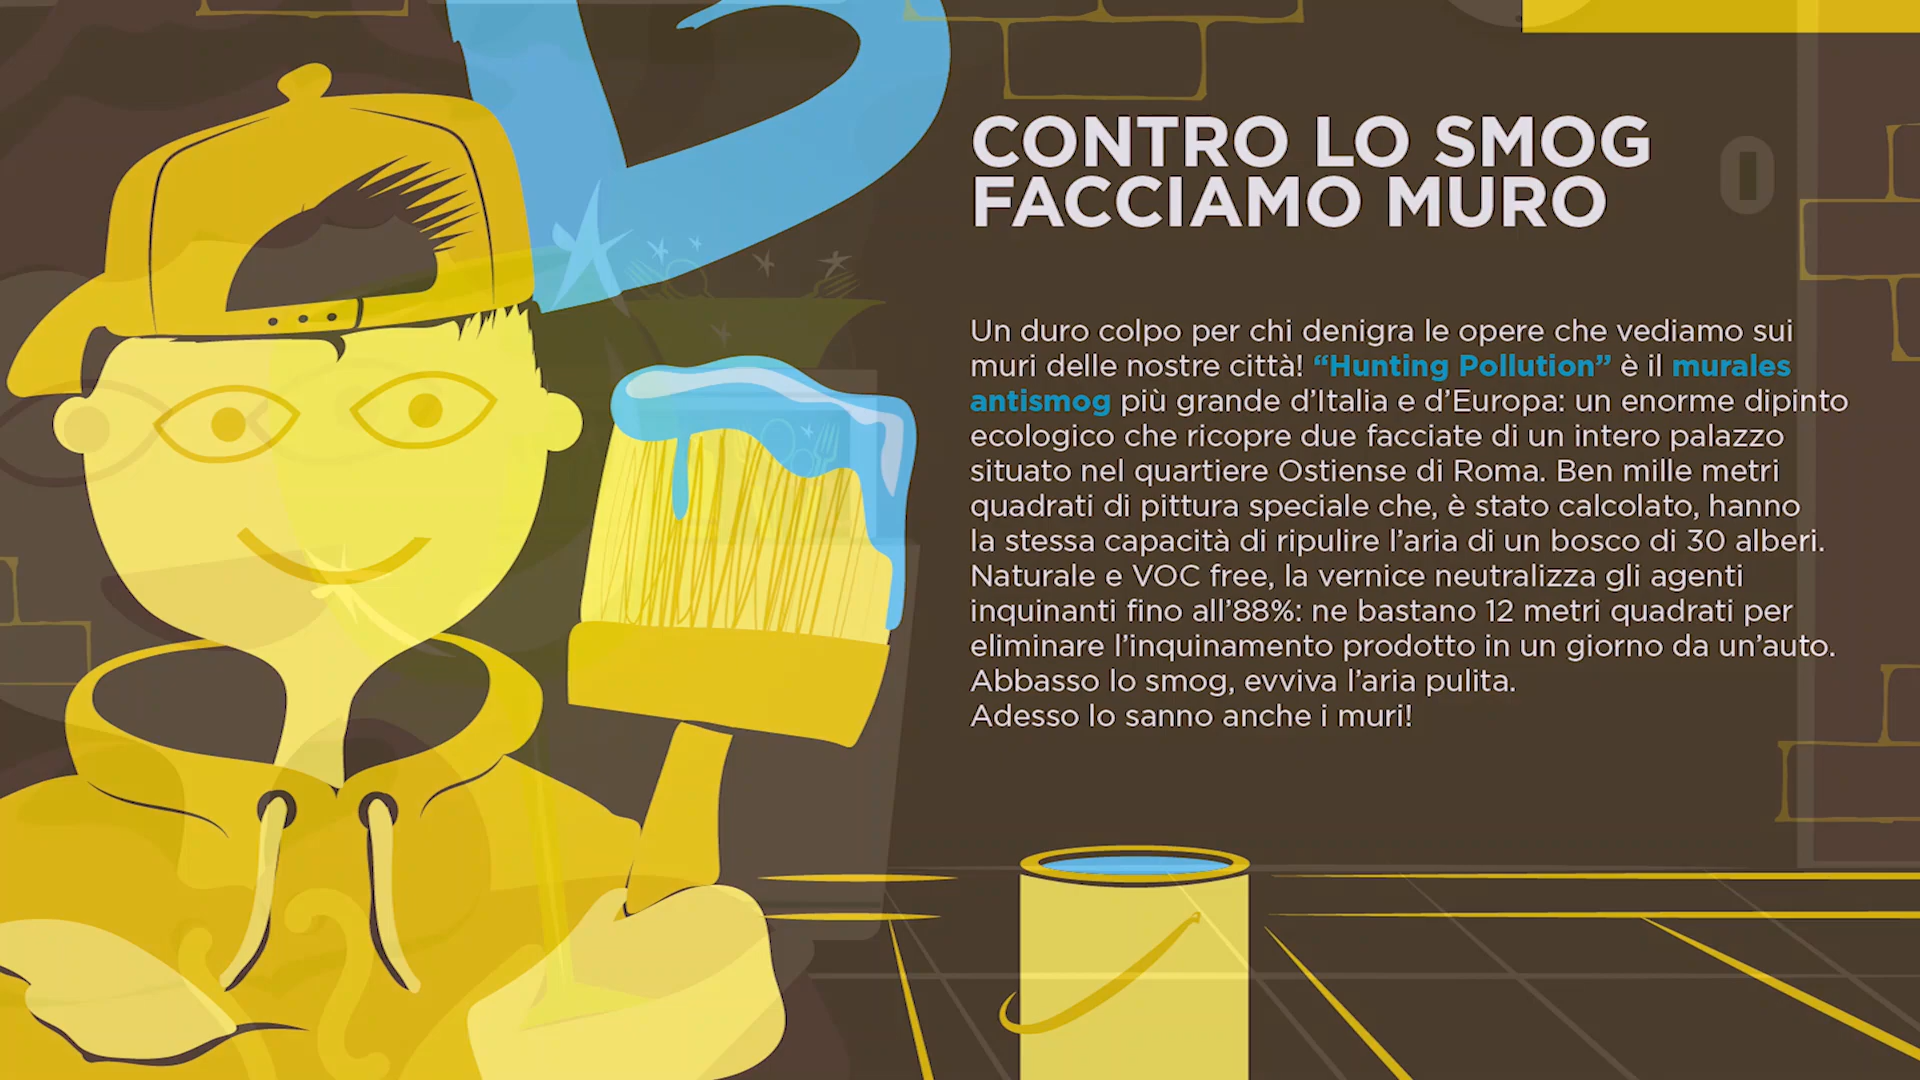 CONTRO LO SMOG
FACCIAMO MURO
Un duro colpo per chi denigra le opere che vediamo sui
muri delle nostre città! “Hunting Pollution” è il murales
antismog più grande d’Italia e d’Europa: un enorme dipinto
ecologico che ricopre due facciate di un intero palazzo
situato nel quartiere Ostiense di Roma. Ben mille metri
quadrati di pittura speciale che, è stato calcolato, hanno
la stessa capacità di ripulire l’aria di un bosco di 30 alberi.
Naturale e VOC free, la vernice neutralizza gli agenti
inquinanti fino all’88%: ne bastano 12 metri quadrati per
eliminare l’inquinamento prodotto in un giorno da un’auto.
Abbasso lo smog, evviva l’aria pulita.
Adesso lo sanno anche i muri!